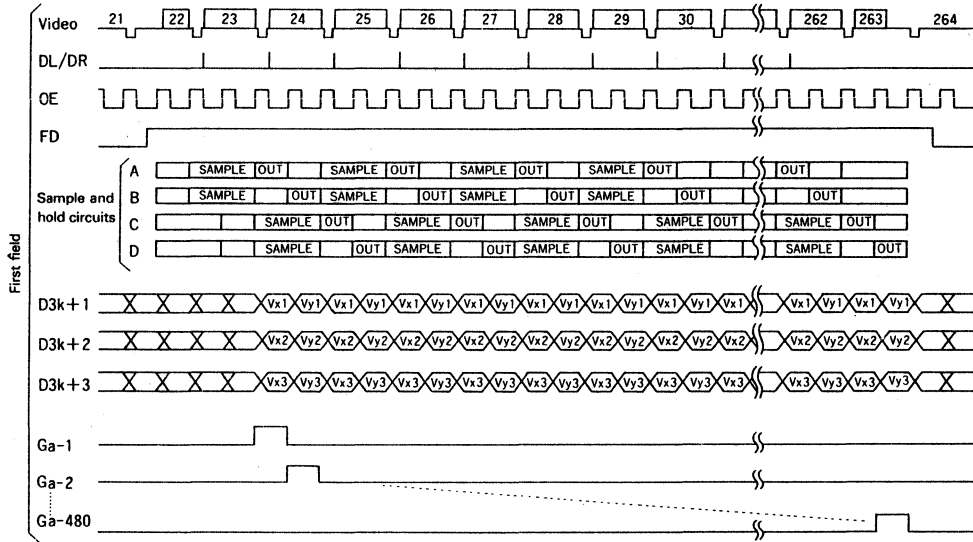 21 22 23 24 25 26 27 28 29 30 262 263 264
Video
DL/DR
OE
FD
A SAMPLE OUT SAMPLE OUT SAMPLE OUT SAMPLE OUT OUT
B SAMPLE OUT SAMPLE OUT SAMPLE OUT SAMPLE OUT OUT
Sample and
hold circuits
C SAMPLE OUT SAMPLE OUT SAMPLE OUT SAMPLE OUT SAMPLE OUT
D SAMPLE OUT SAMPLE OUT SAMPLE OUT SAMPLE OUT SAMPLE OUT
First field
D3k+1 Vx1 Vy1 Vx1 Vy1 Vx1 Vy1 Vx1 Vy1 Vx1 Vy1 Vx1 Vy1 Vx1 Vy1 Vx1 Vx1 Vy1 Vx1 Vy1
D3k+2 Vx2 Vy2 Vx2 Vy2 Vx2 Vy2 Vx2 Vy2 Vx2 Vy2 Vx2 Vy2 Vx2 Vy2 Vx2 Vx2 Vy2 Vx2 Vy2
D3k+3 Vx3 Vy3 Vx3 Vy3 Vx3 Vy3 Vx3 Vy3 Vx3 Vy3 Vx3 Vy3 Vx3 Vy3 Vx3 Vx3 Vy3 Vx3 Vy3
Ga-1
Ga-2
Ga-480